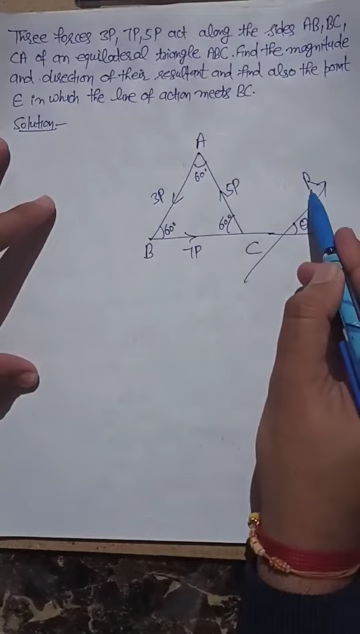 Three forces 3P, 7P, 5P act along the sides AB, BC,
CA of an equilateral triangle ABC. Find the magnitude
and direction of their resultant and find also the point
E in which the line of action meets BC.
Solution:-
A
60°
3P
5P
R
60°
60°
θ
B
7P
C